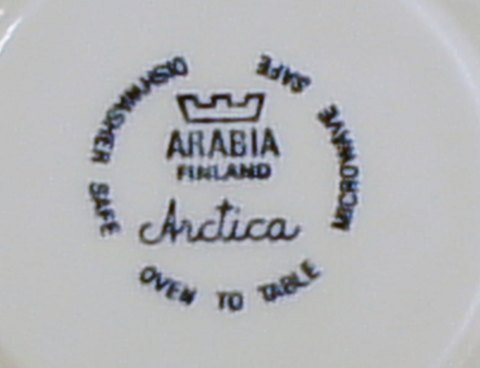 ARABIA
FINLAND
Arctica
DISHWASHER SAFE
MICROWAVE SAFE
OVEN TO TABLE